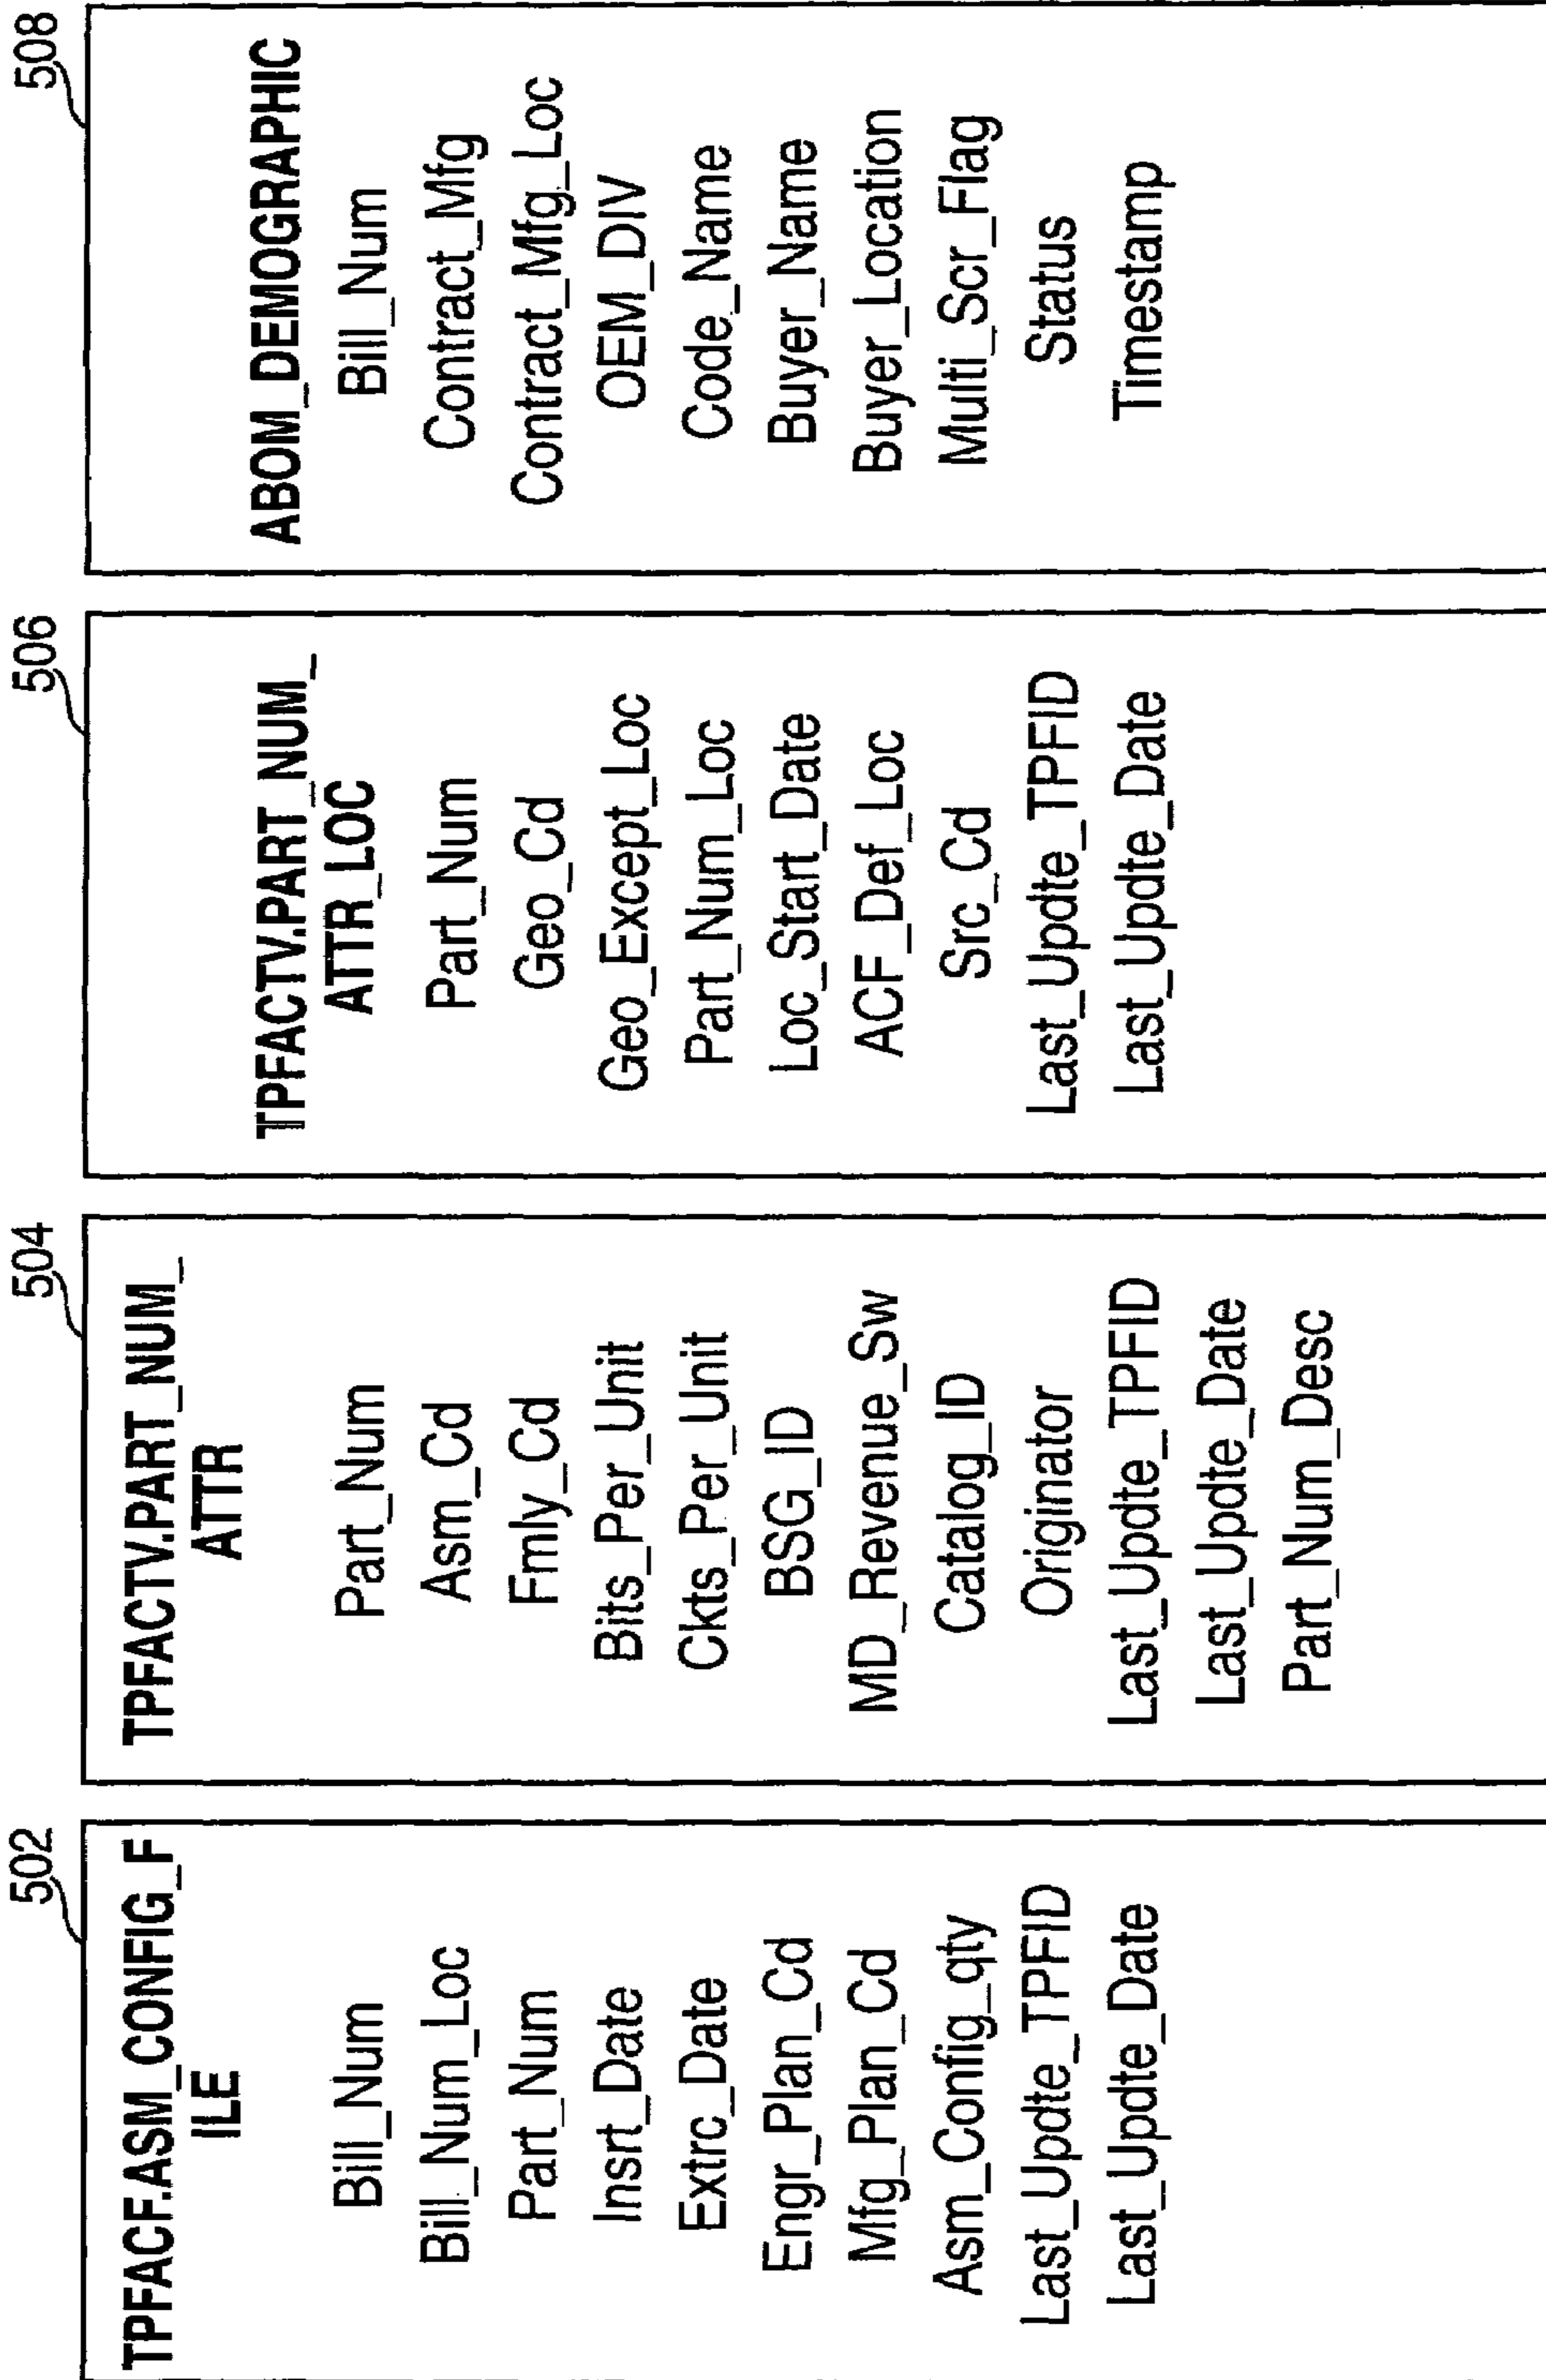 502
TPFACF.ASM_CONFIG_F
ILE
Bill_Num
Bill_Num_Loc
Part_Num
Insrt_Date
Extrc_Date
Engr_Plan_Cd
Mfg_Plan_Cd
Asm_Config_qty
Last_Updte_TPFID
Last_Updte_Date
504
TPFACTV.PART_NUM_
ATTR
Part_Num
Asm_Cd
Fmly_Cd
Bits_Per_Unit
Ckts_Per_Unit
BSG_ID
MD_Revenue_Sw
Catalog_ID
Originator
Last_Updte_TPFID
Last_Updte_Date
Part_Num_Desc
506
TPFACTV.PART_NUM_
ATTR_LOC
Part_Num
Geo_Cd
Geo_Except_Loc
Part_Num_Loc
Loc_Start_Date
ACF_Def_Loc
Src_Cd
Last_Updte_TPFID
Last_Updte_Date
508
ABOM_DEMOGRAPHIC
Bill_Num
Contract_Mfg
Contract_Mfg_Loc
OEM_DIV
Code_Name
Buyer_Name
Buyer_Location
Multi_Scr_Flag
Status
Timestamp